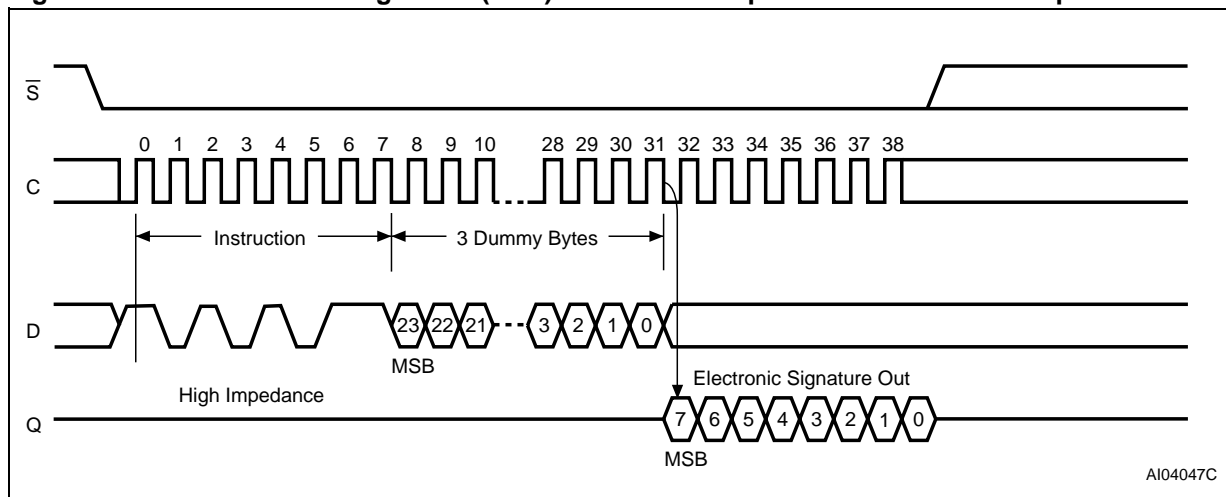 S
0 1 2 3 4 5 6 7 8 9 10 28 29 30 31 32 33 34 35 36 37 38
C
Instruction 3 Dummy Bytes
D
23 22 21 3 2 1 0
MSB
High Impedance
Electronic Signature Out
Q
7 6 5 4 3 2 1 0
MSB
AI04047C